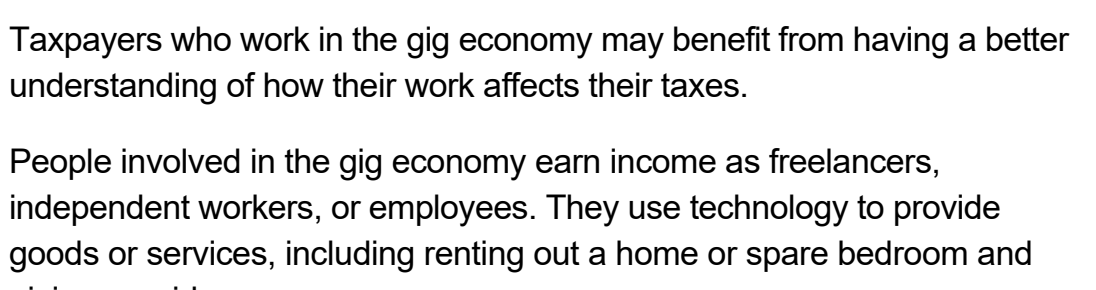 Taxpayers who work in the gig economy may benefit from having a better
understanding of how their work affects their taxes.
People involved in the gig economy earn income as freelancers,
independent workers, or employees. They use technology to provide
goods or services, including renting out a home or spare bedroom and